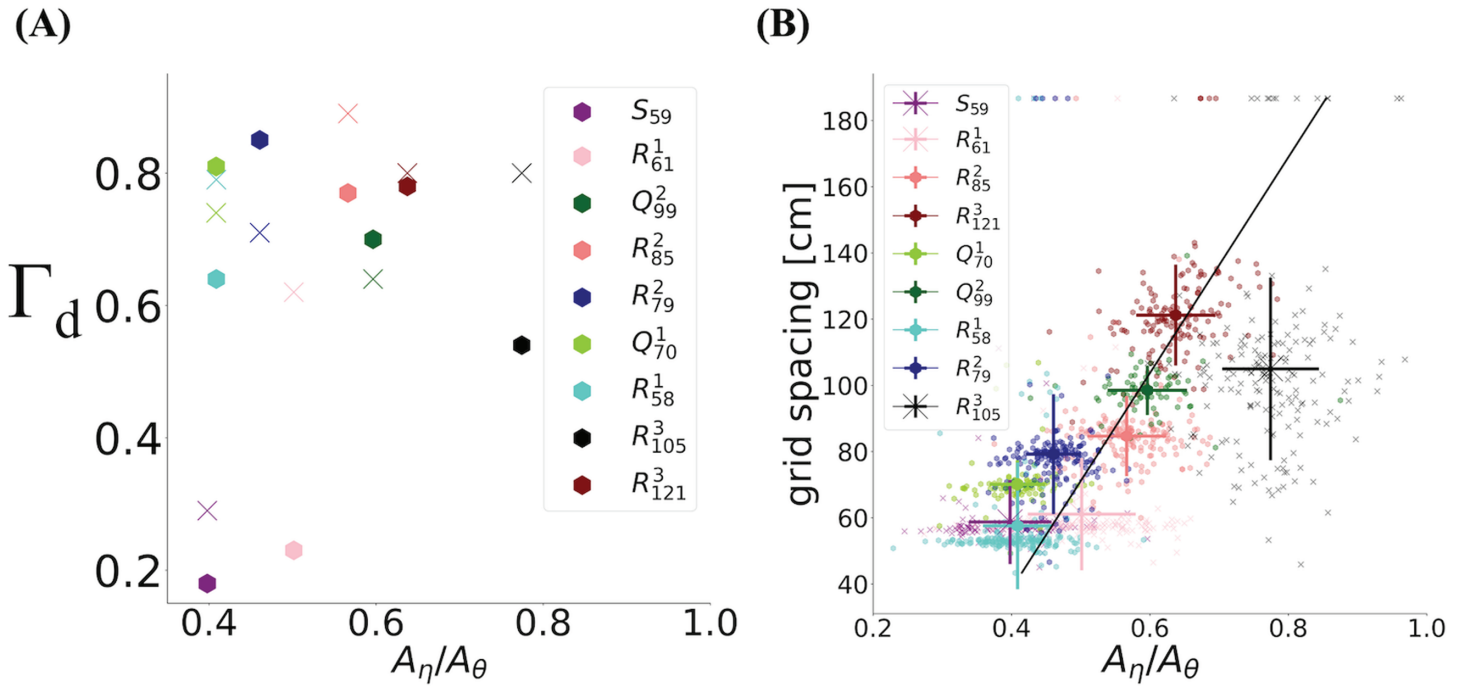 (A)
(B)
Γd
0.8
0.6
0.4
0.2
0.4
0.6
0.8
1.0
Aη/Aθ
S59
R¹61
Q²99
R²85
R²79
Q¹70
R¹58
R³105
R³121
grid spacing [cm]
180
160
140
120
100
80
60
40
0.2
0.4
0.6
0.8
1.0
Aη/Aθ
S59
R¹61
R²85
R³121
Q¹70
Q²99
R¹58
R²79
R³105